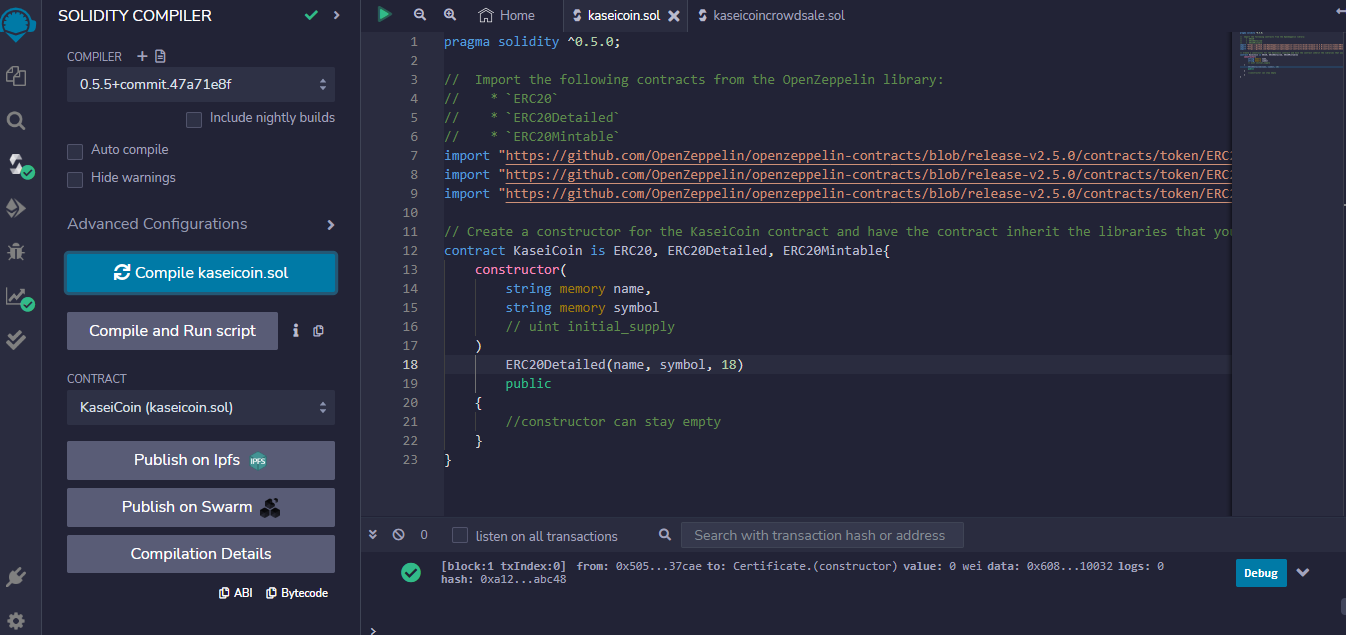 SOLIDITY COMPILER
COMPILER
0.5.5+commit.47a71e8f
Include nightly builds
Auto compile
Hide warnings
Advanced Configurations
Compile kaseicoin.sol
Compile and Run script
CONTRACT
KaseiCoin (kaseicoin.sol)
Publish on Ipfs IPFS
Publish on Swarm
Compilation Details
ABI Bytecode
Home kaseicoin.sol kaseicoincrowdsale.sol
1 pragma solidity ^0.5.0;
2
3 //  Import the following contracts from the OpenZeppelin library:
4 //    * `ERC20`
5 //    * `ERC20Detailed`
6 //    * `ERC20Mintable`
7 import "https://github.com/OpenZeppelin/openzeppelin-contracts/blob/release-v2.5.0/contracts/token/ERC
8 import "https://github.com/OpenZeppelin/openzeppelin-contracts/blob/release-v2.5.0/contracts/token/ERC
9 import "https://github.com/OpenZeppelin/openzeppelin-contracts/blob/release-v2.5.0/contracts/token/ERC
10
11 // Create a constructor for the KaseiCoin contract and have the contract inherit the libraries that yo
12 contract KaseiCoin is ERC20, ERC20Detailed, ERC20Mintable{
13     constructor(
14         string memory name,
15         string memory symbol
16         // uint initial_supply
17     )
18         ERC20Detailed(name, symbol, 18)
19         public
20     {
21         //constructor can stay empty
22     }
23 }
0 listen on all transactions Search with transaction hash or address
[block:1 txIndex:0] from: 0x505...37cae to: Certificate.(constructor) value: 0 wei data: 0x608...10032 logs: 0
hash: 0xa12...abc48
Debug
>